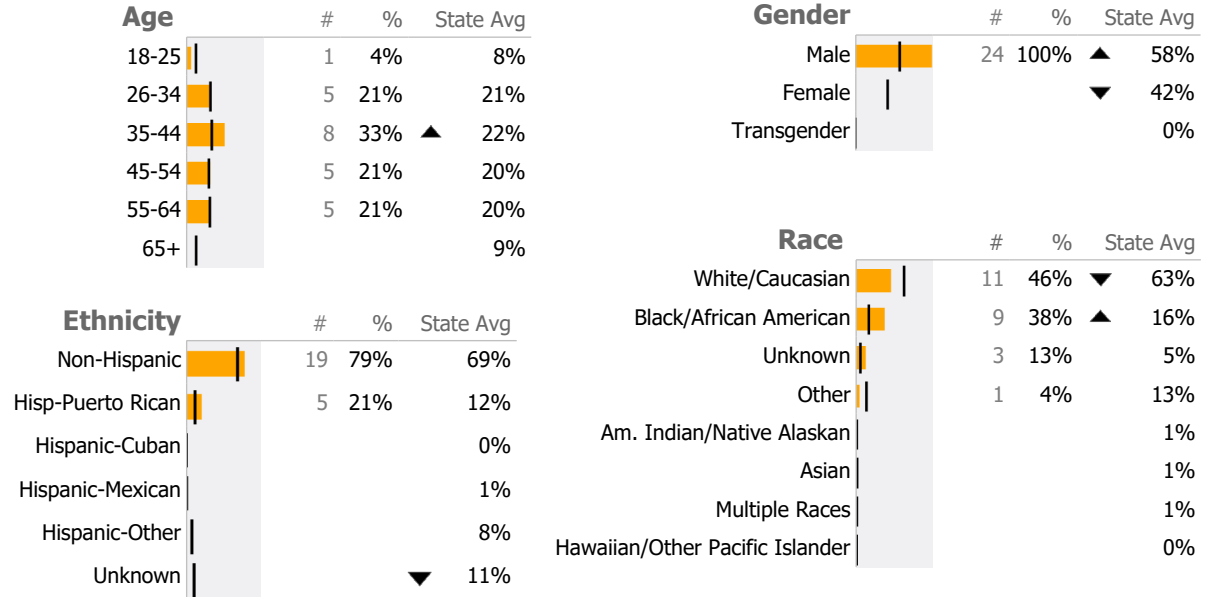 Age # % State Avg
18-25 1 4% 8%
26-34 5 21% 21%
35-44 8 33% ▲ 22%
45-54 5 21% 20%
55-64 5 21% 20%
65+ 9%
Ethnicity # % State Avg
Non-Hispanic 19 79% 69%
Hisp-Puerto Rican 5 21% 12%
Hispanic-Cuban 0%
Hispanic-Mexican 1%
Hispanic-Other 8%
Unknown ▼ 11%
Gender # % State Avg
Male 24 100% ▲ 58%
Female ▼ 42%
Transgender 0%
Race # % State Avg
White/Caucasian 11 46% ▼ 63%
Black/African American 9 38% ▲ 16%
Unknown 3 13% 5%
Other 1 4% 13%
Am. Indian/Native Alaskan 1%
Asian 1%
Multiple Races 1%
Hawaiian/Other Pacific Islander 0%